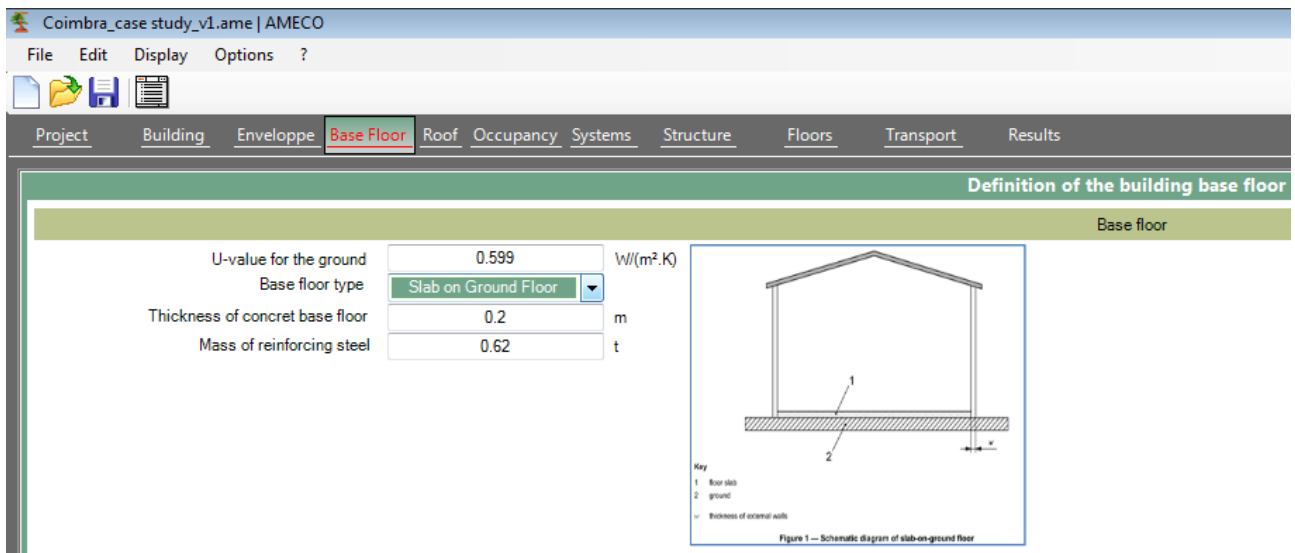 Coimbra_case study_v1.ame | AMECO
File Edit Display Options ?
Project Building Enveloppe Base Floor Roof Occupancy Systems Structure Floors Transport Results
Definition of the building base floor
Base floor
U-value for the ground 0.599 W/(m².K)
Base floor type Slab on Ground Floor
Thickness of concret base floor 0.2 m
Mass of reinforcing steel 0.62 t
1
2
w
Key
1 floor slab
2 ground
w thickness of external walls
Figure 1 — Schematic diagram of slab-on-ground floor